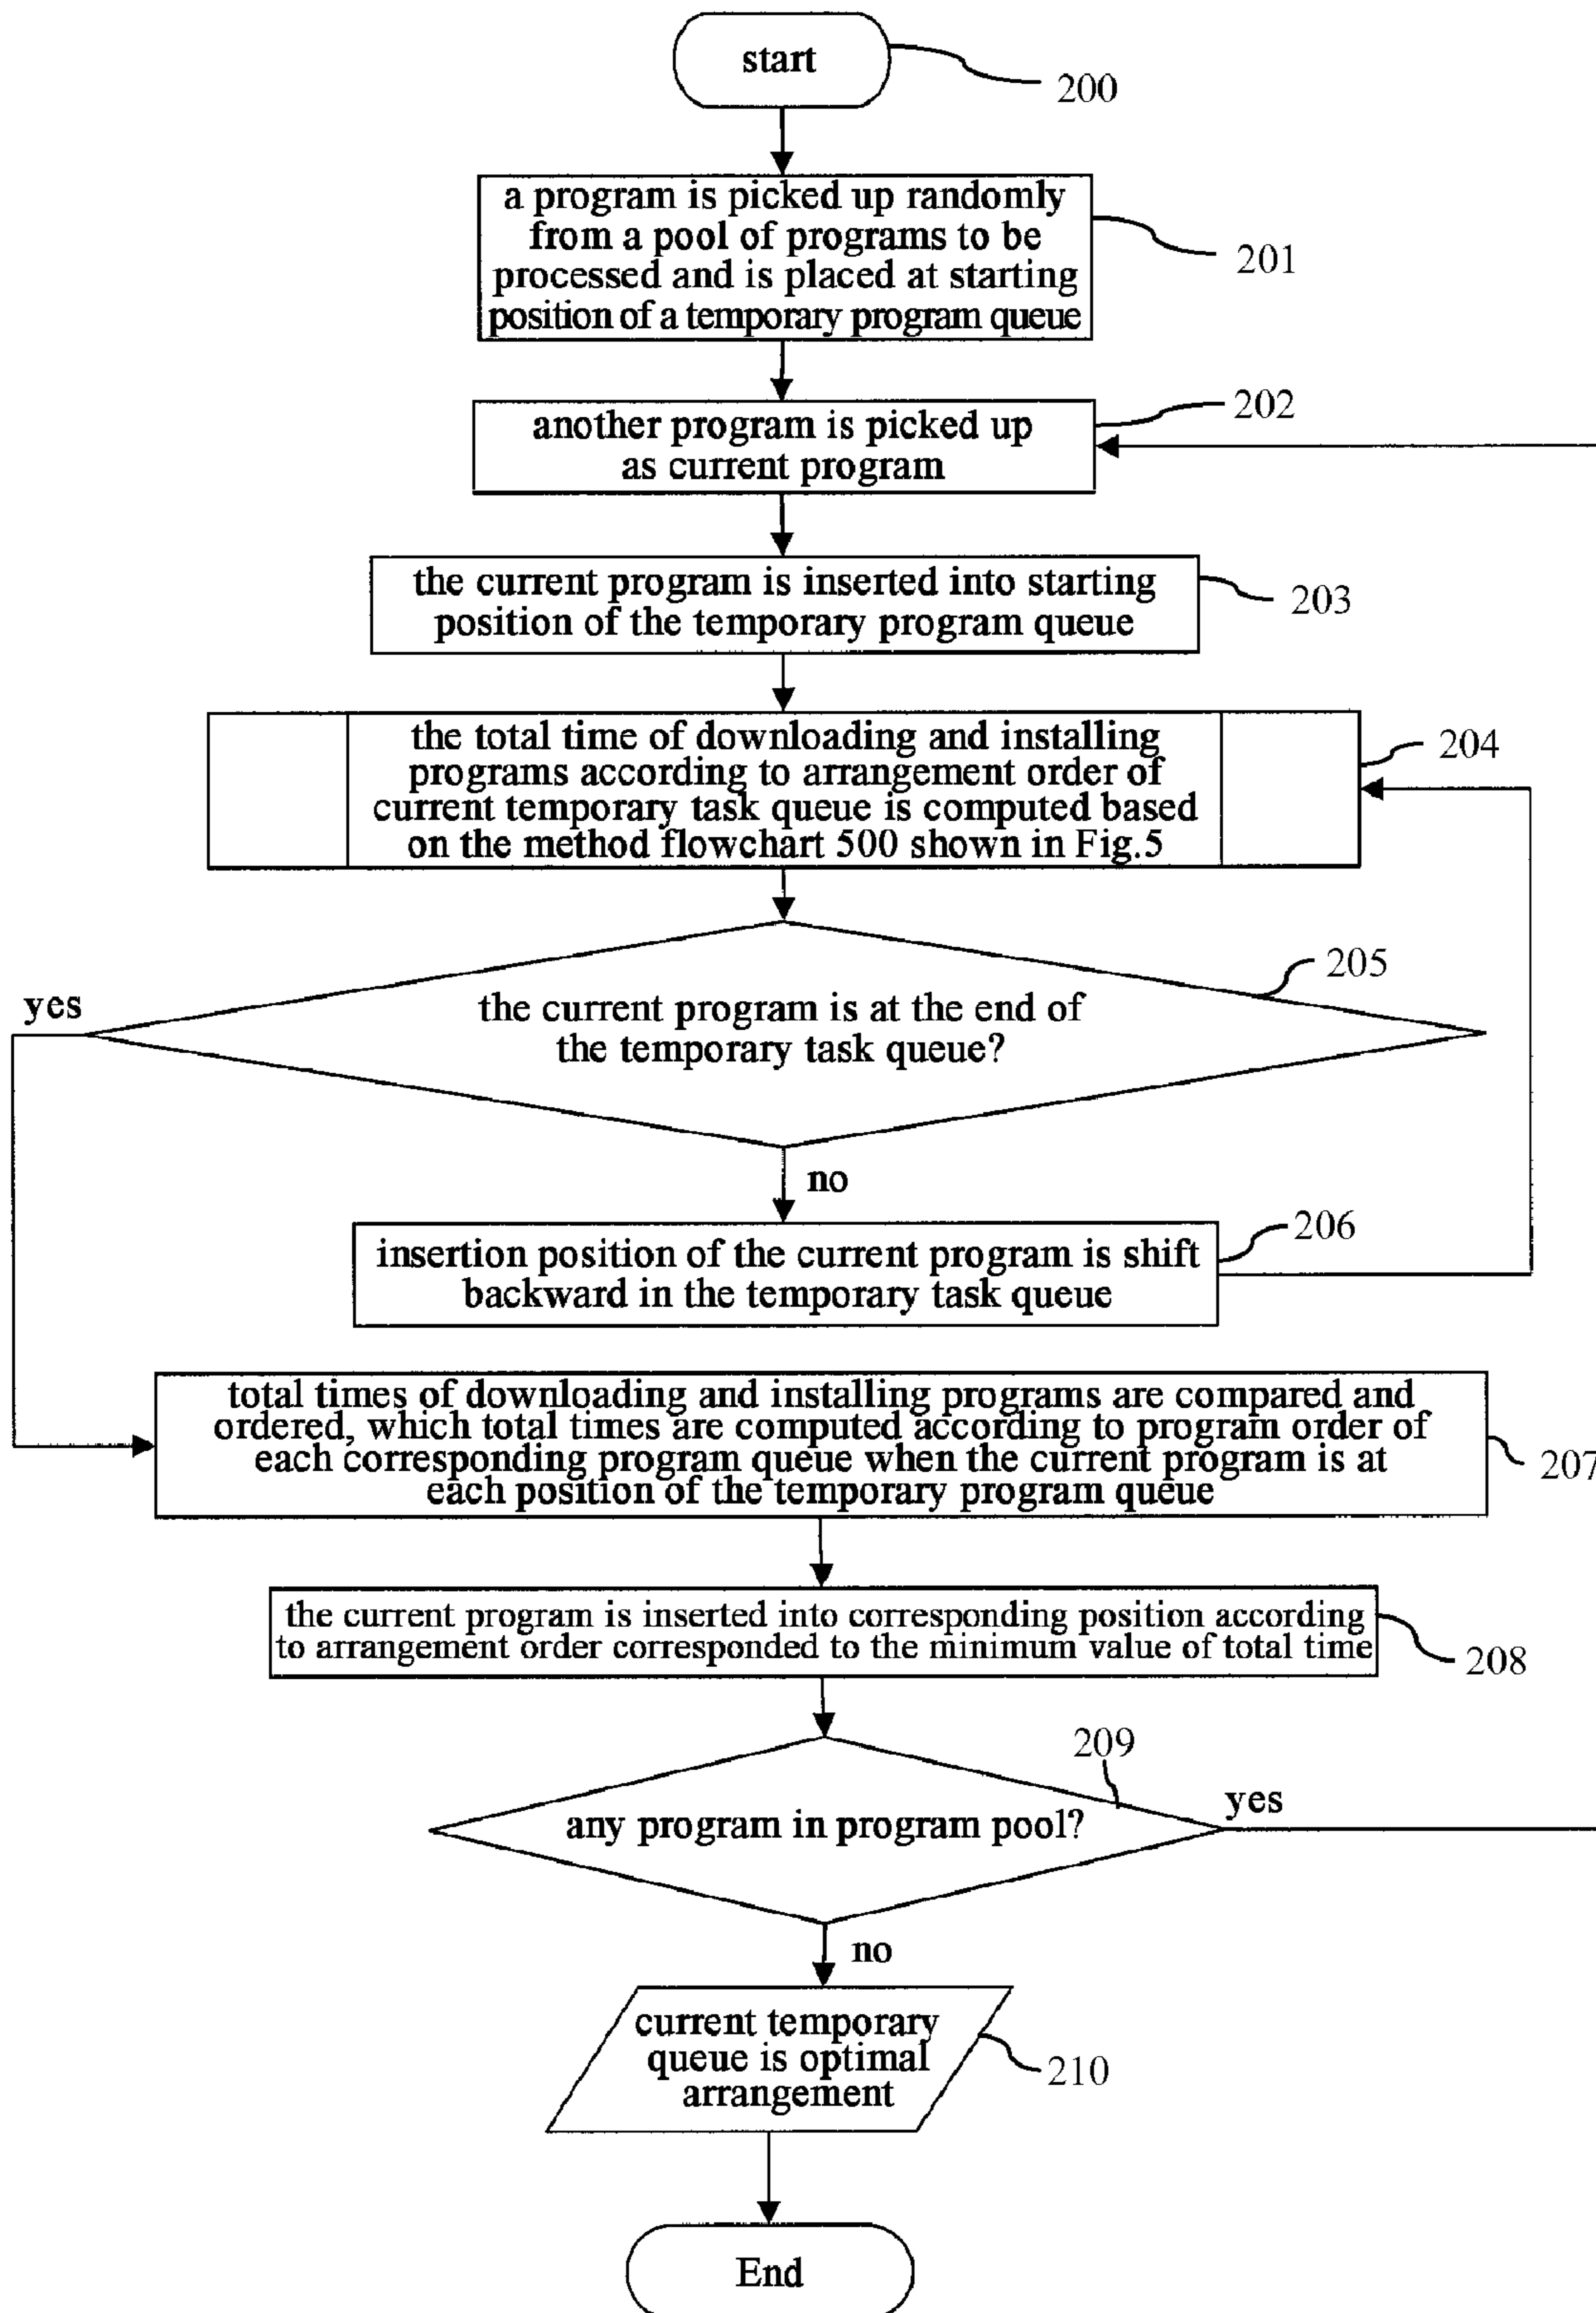 start
200
a program is picked up randomly
from a pool of programs to be
processed and is placed at starting
position of a temporary program queue
201
another program is picked up
as current program
202
the current program is inserted into starting
position of the temporary program queue
203
the total time of downloading and installing
programs according to arrangement order of
current temporary task queue is computed based
on the method flowchart 500 shown in Fig.5
204
205
yes
the current program is at the end of
the temporary task queue?
no
206
insertion position of the current program is shift
backward in the temporary task queue
total times of downloading and installing programs are compared and
ordered, which total times are computed according to program order of
each corresponding program queue when the current program is at
each position of the temporary program queue
207
the current program is inserted into corresponding position according
to arrangement order corresponded to the minimum value of total time
208
209
any program in program pool?
yes
no
current temporary
queue is optimal
arrangement
210
End